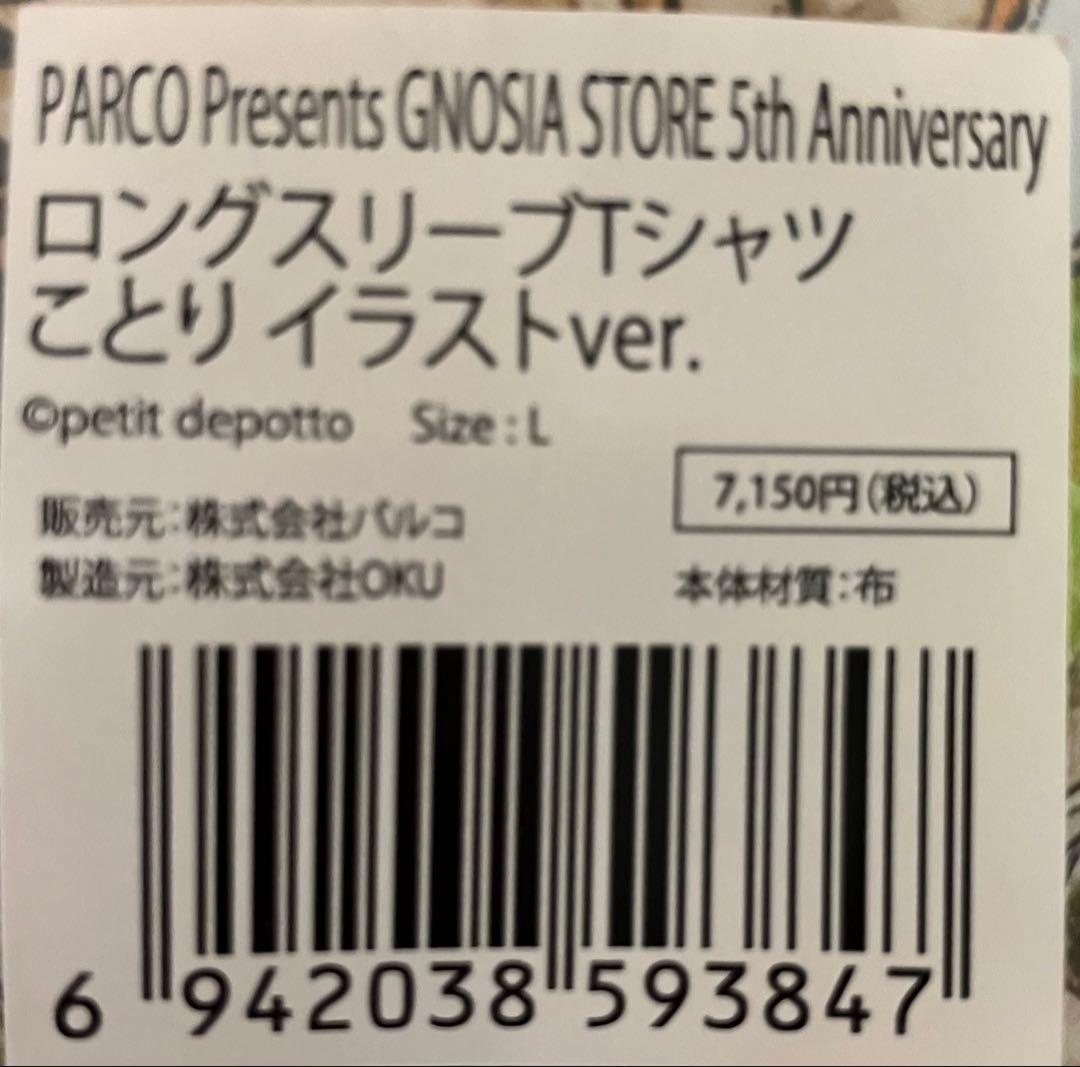 PARCO Presents GNOSIA STORE 5th Anniversary
ロングスリーブTシャツ
ことり イラストver.
©petit depotto Size : L
7,150円(税込)
販売元:株式会社パルコ
製造元:株式会社OKU
本体材質:布
6 942038 593847